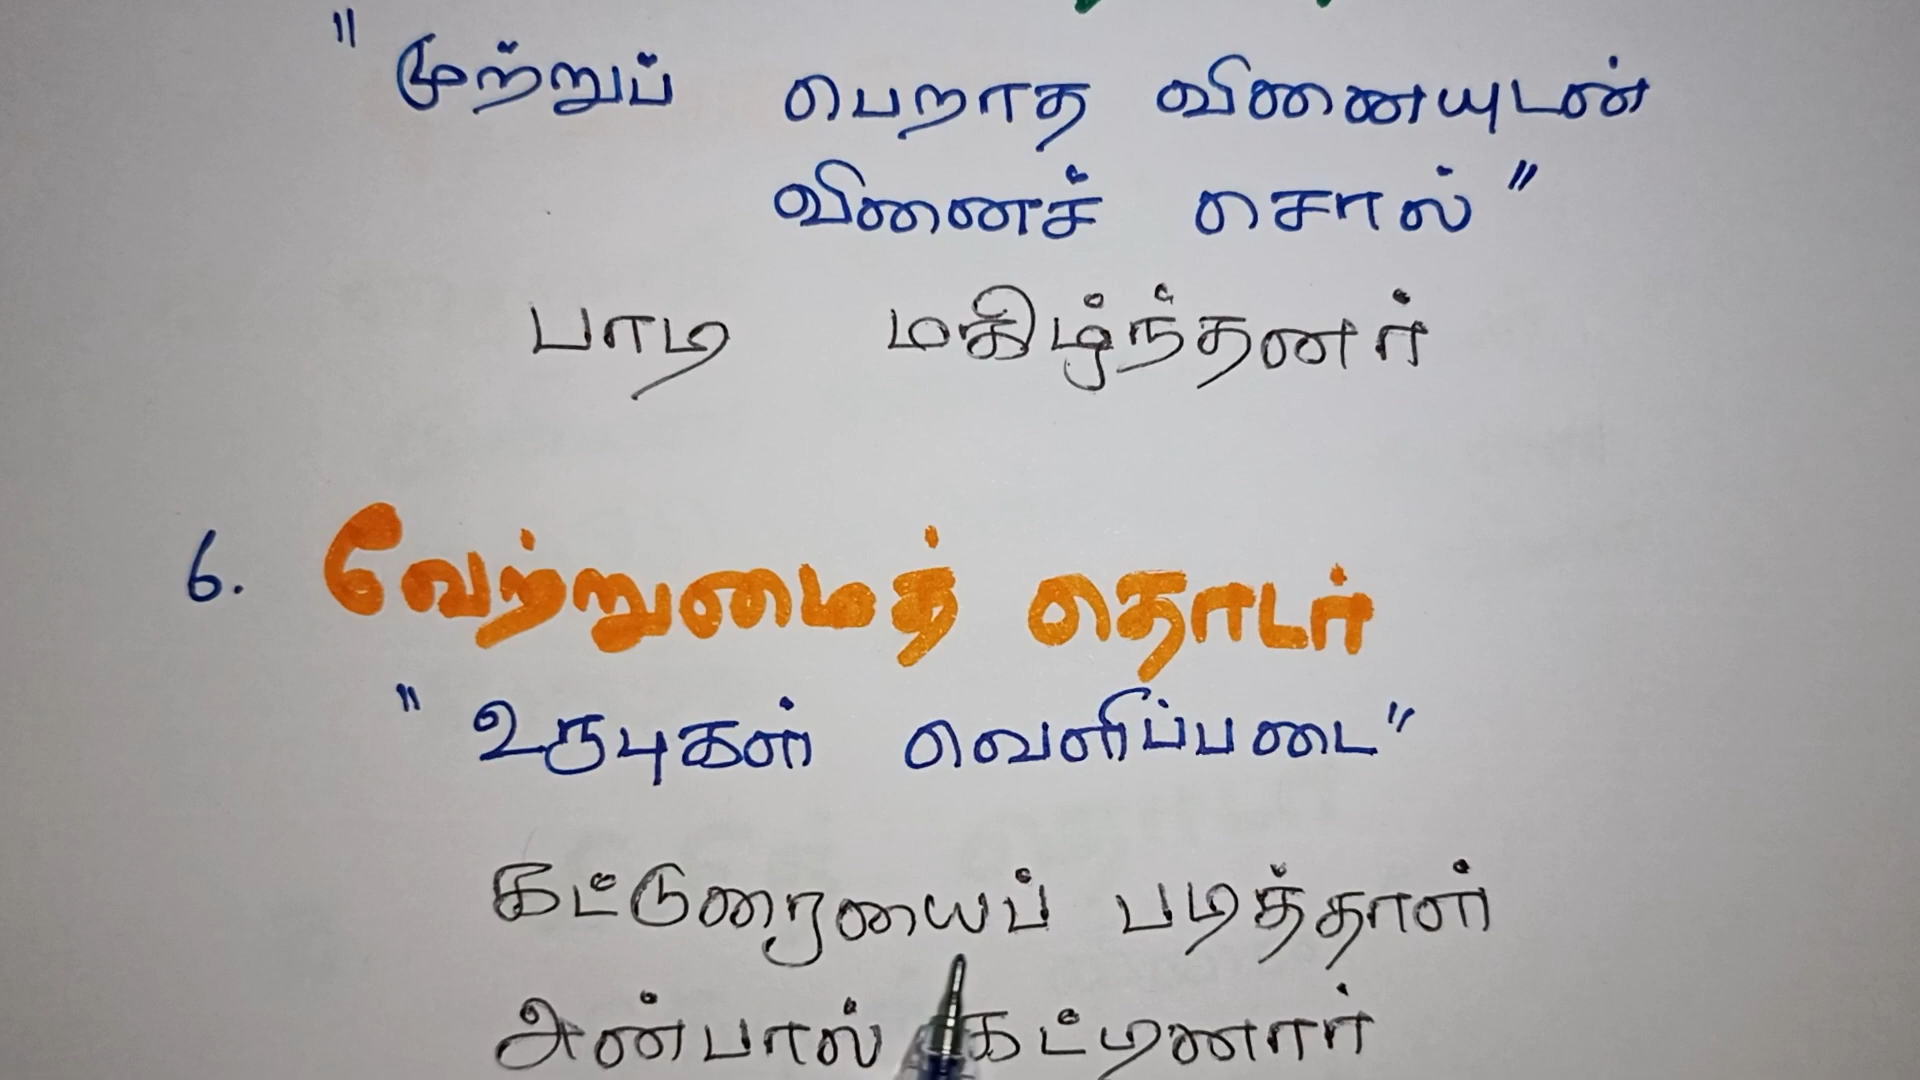 " முற்றுப் பெறாத வினையுடன்
வினைச் சொல் "
பாடி மகிழ்ந்தனர்
6. வேற்றுமைத் தொடர்
" உருபுகள் வெளிப்படை "
கட்டுரையைப் படித்தாள்
அன்பால் கட்டினார்